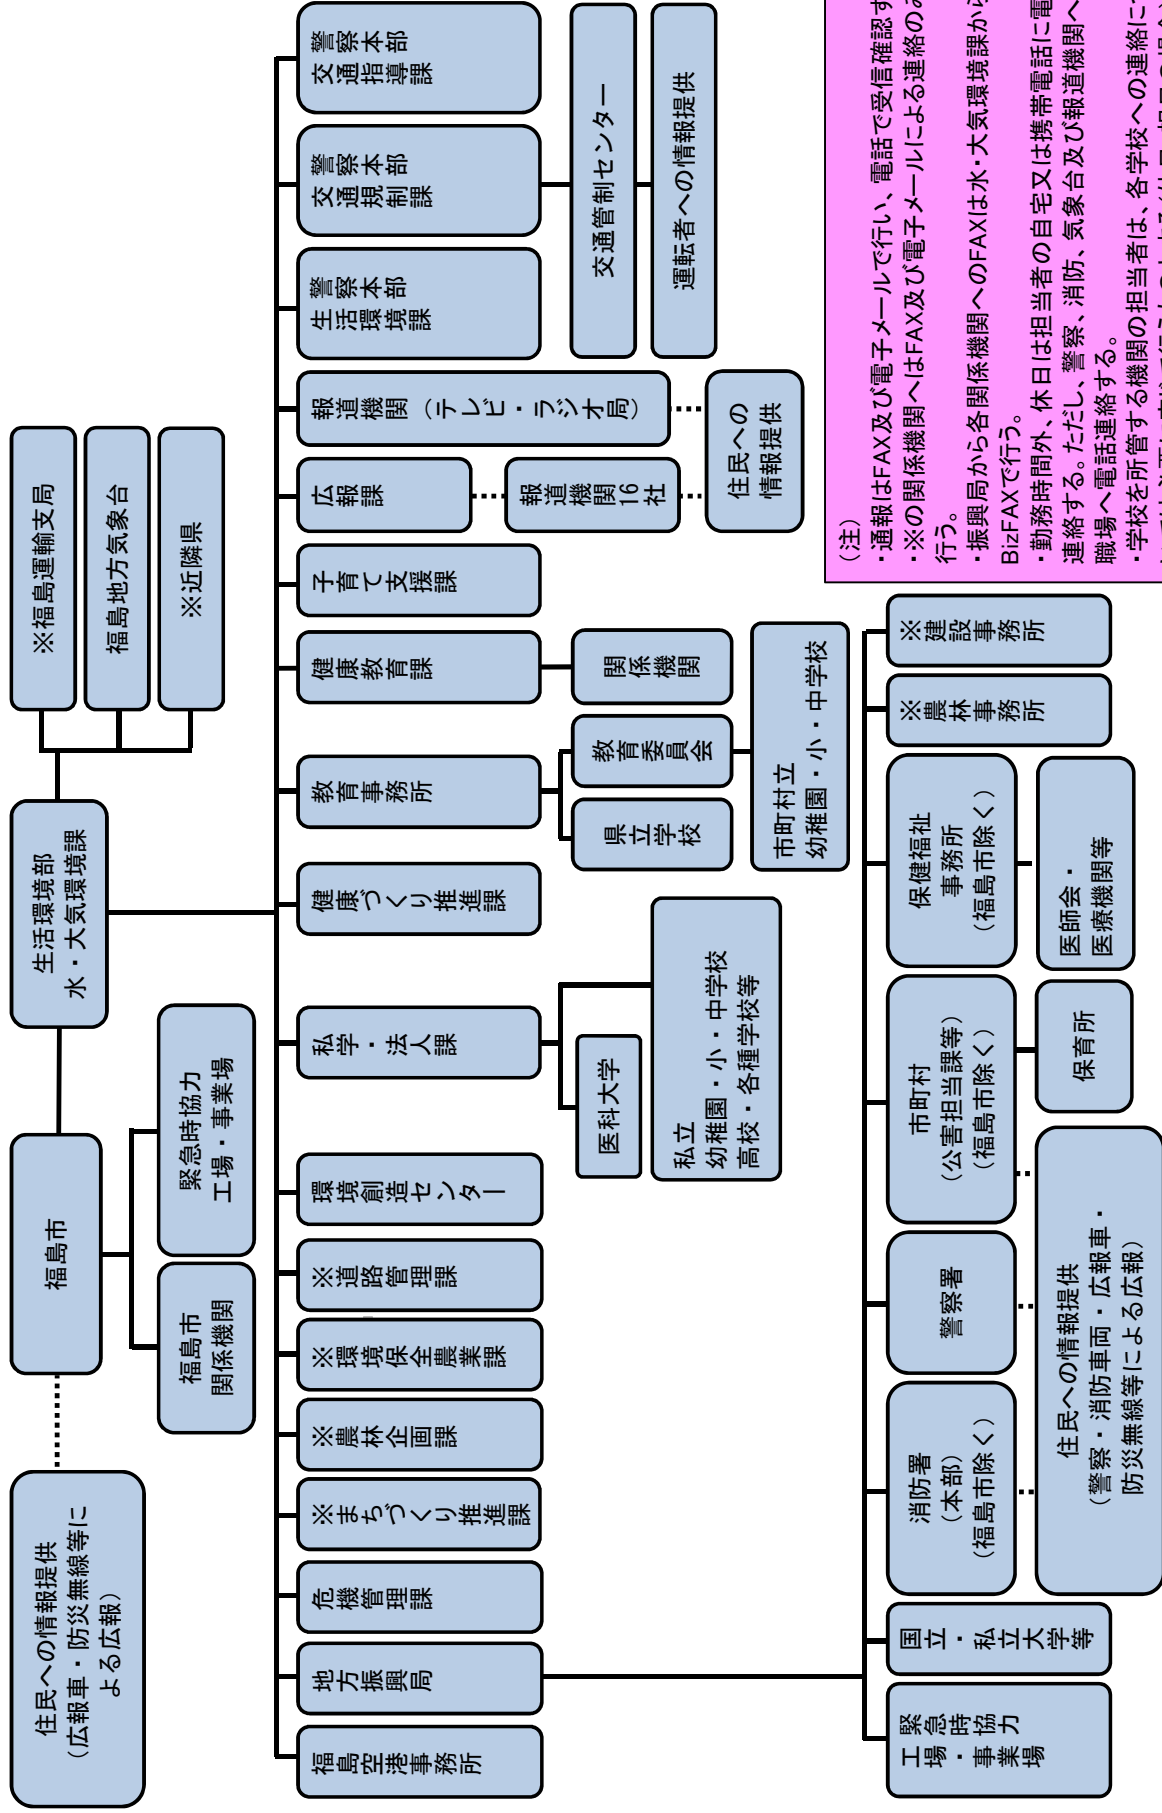 住民への情報提供
（広報車・防災無線等に
よる広報）
福島市
生活環境部
水・大気環境課
※福島運輸支局
福島地方気象台
※近隣県
福島市
関係機関
緊急時協力
工場・事業場
福島空港事務所
地方振興局
危機管理課
※まちづくり推進課
※農林企画課
※環境保全農業課
※道路管理課
環境創造センター
私学・法人課
健康づくり推進課
教育事務所
健康教育課
子育て支援課
広報課
報道機関（テレビ・ラジオ局）
警察本部
生活環境課
警察本部
交通規制課
警察本部
交通指導課
医科大学
私立
幼稚園・小・中学校
高校・各種学校等
県立学校
教育委員会
市町村立
幼稚園・小・中学校
関係機関
報道機関16社
住民への
情報提供
交通管制センター
運転者への情報提供
緊急時協力
工場・事業場
国立・私立大学等
消防署
（本部）
（福島市除く）
警察署
市町村
（公害担当課等）
（福島市除く）
保健福祉
事務所
（福島市除く）
※農林事務所
※建設事務所
住民への情報提供
（警察・消防車両・広報車・
防災無線等による広報）
保育所
医師会・
医療機関等
（注）
・通報はFAX及び電子メールで行い、電話で受信確認す
・※の関係機関へはFAX及び電子メールによる連絡のみ
行う。
・振興局から各関係機関へのFAXは水・大気環境課から
BizFAXで行う。
・勤務時間外、休日は担当者の自宅又は携帯電話に電
連絡する。ただし、警察、消防、気象台及び報道機関へ
職場へ電話連絡する。
・学校を所管する機関の担当者は、各学校への連絡に